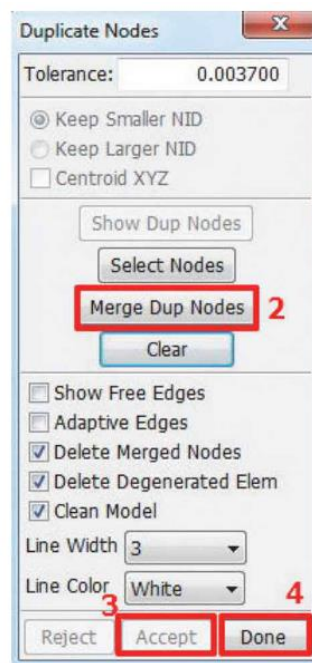 Duplicate Nodes
Tolerance: 0.003700
Keep Smaller NID
Keep Larger NID
Centroid XYZ
Show Dup Nodes
Select Nodes
Merge Dup Nodes 2
Clear
Show Free Edges
Adaptive Edges
Delete Merged Nodes
Delete Degenerated Elem
Clean Model
Line Width 3
Line Color White
3 4
Reject Accept Done